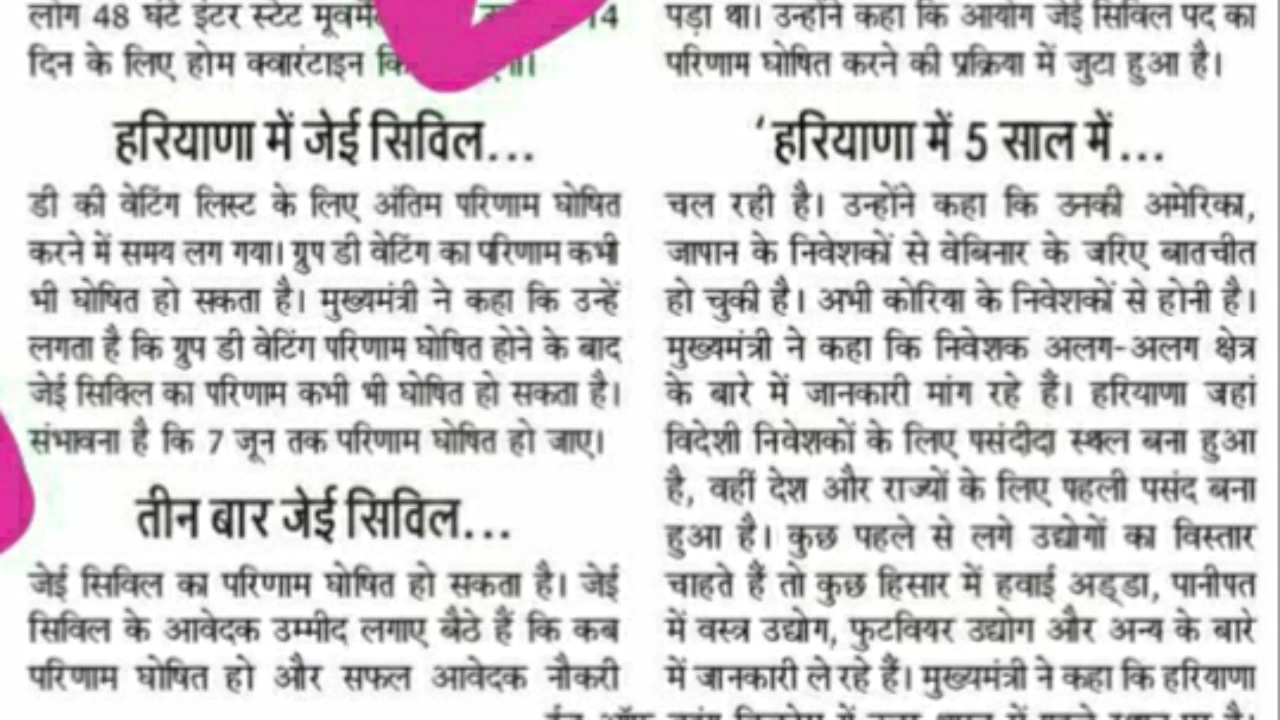 लोग 48 घंटे इंटर स्टेट 14
दिन के लिए होम क्वारंटाइन
हरियाणा में जेई सिविल...
डी की वेटिंग लिस्ट के लिए अंतिम परिणाम घोषित
करने में समय लग गया। ग्रुप डी वेटिंग का परिणाम कभी
भी घोषित हो सकता है। मुख्यमंत्री ने कहा कि उन्हें
लगता है कि ग्रुप डी वेटिंग परिणाम घोषित होने के बाद
जेई सिविल का परिणाम कभी भी घोषित हो सकता है।
संभावना है कि 7 जून तक परिणाम घोषित हो जाए।
तीन बार जेई सिविल...
जेई सिविल का परिणाम घोषित हो सकता है। जेई
सिविल के आवेदक उम्मीद लगाए बैठे हैं कि कब
परिणाम घोषित हो और सफल आवेदक नौकरी
पड़ा था। उन्होंने कहा कि आयोग जेई सिविल पद का
परिणाम घोषित करने की प्रक्रिया में जुटा हुआ है।
‘हरियाणा में 5 साल में...
चल रही है। उन्होंने कहा कि उनकी अमेरिका,
जापान के निवेशकों से वेबिनार के जरिए बातचीत
हो चुकी है। अभी कोरिया के निवेशकों से होनी है।
मुख्यमंत्री ने कहा कि निवेशक अलग-अलग क्षेत्र
के बारे में जानकारी मांग रहे हैं। हरियाणा जहां
विदेशी निवेशकों के लिए पसंदीदा स्थल बना हुआ
है, वहीं देश और राज्यों के लिए पहली पसंद बना
हुआ है। कुछ पहले से लगे उद्योगों का विस्तार
चाहते हैं तो कुछ हिसार में हवाई अड्डा, पानीपत
में वस्त्र उद्योग, फुटवियर उद्योग और अन्य के बारे
में जानकारी ले रहे हैं। मुख्यमंत्री ने कहा कि हरियाणा